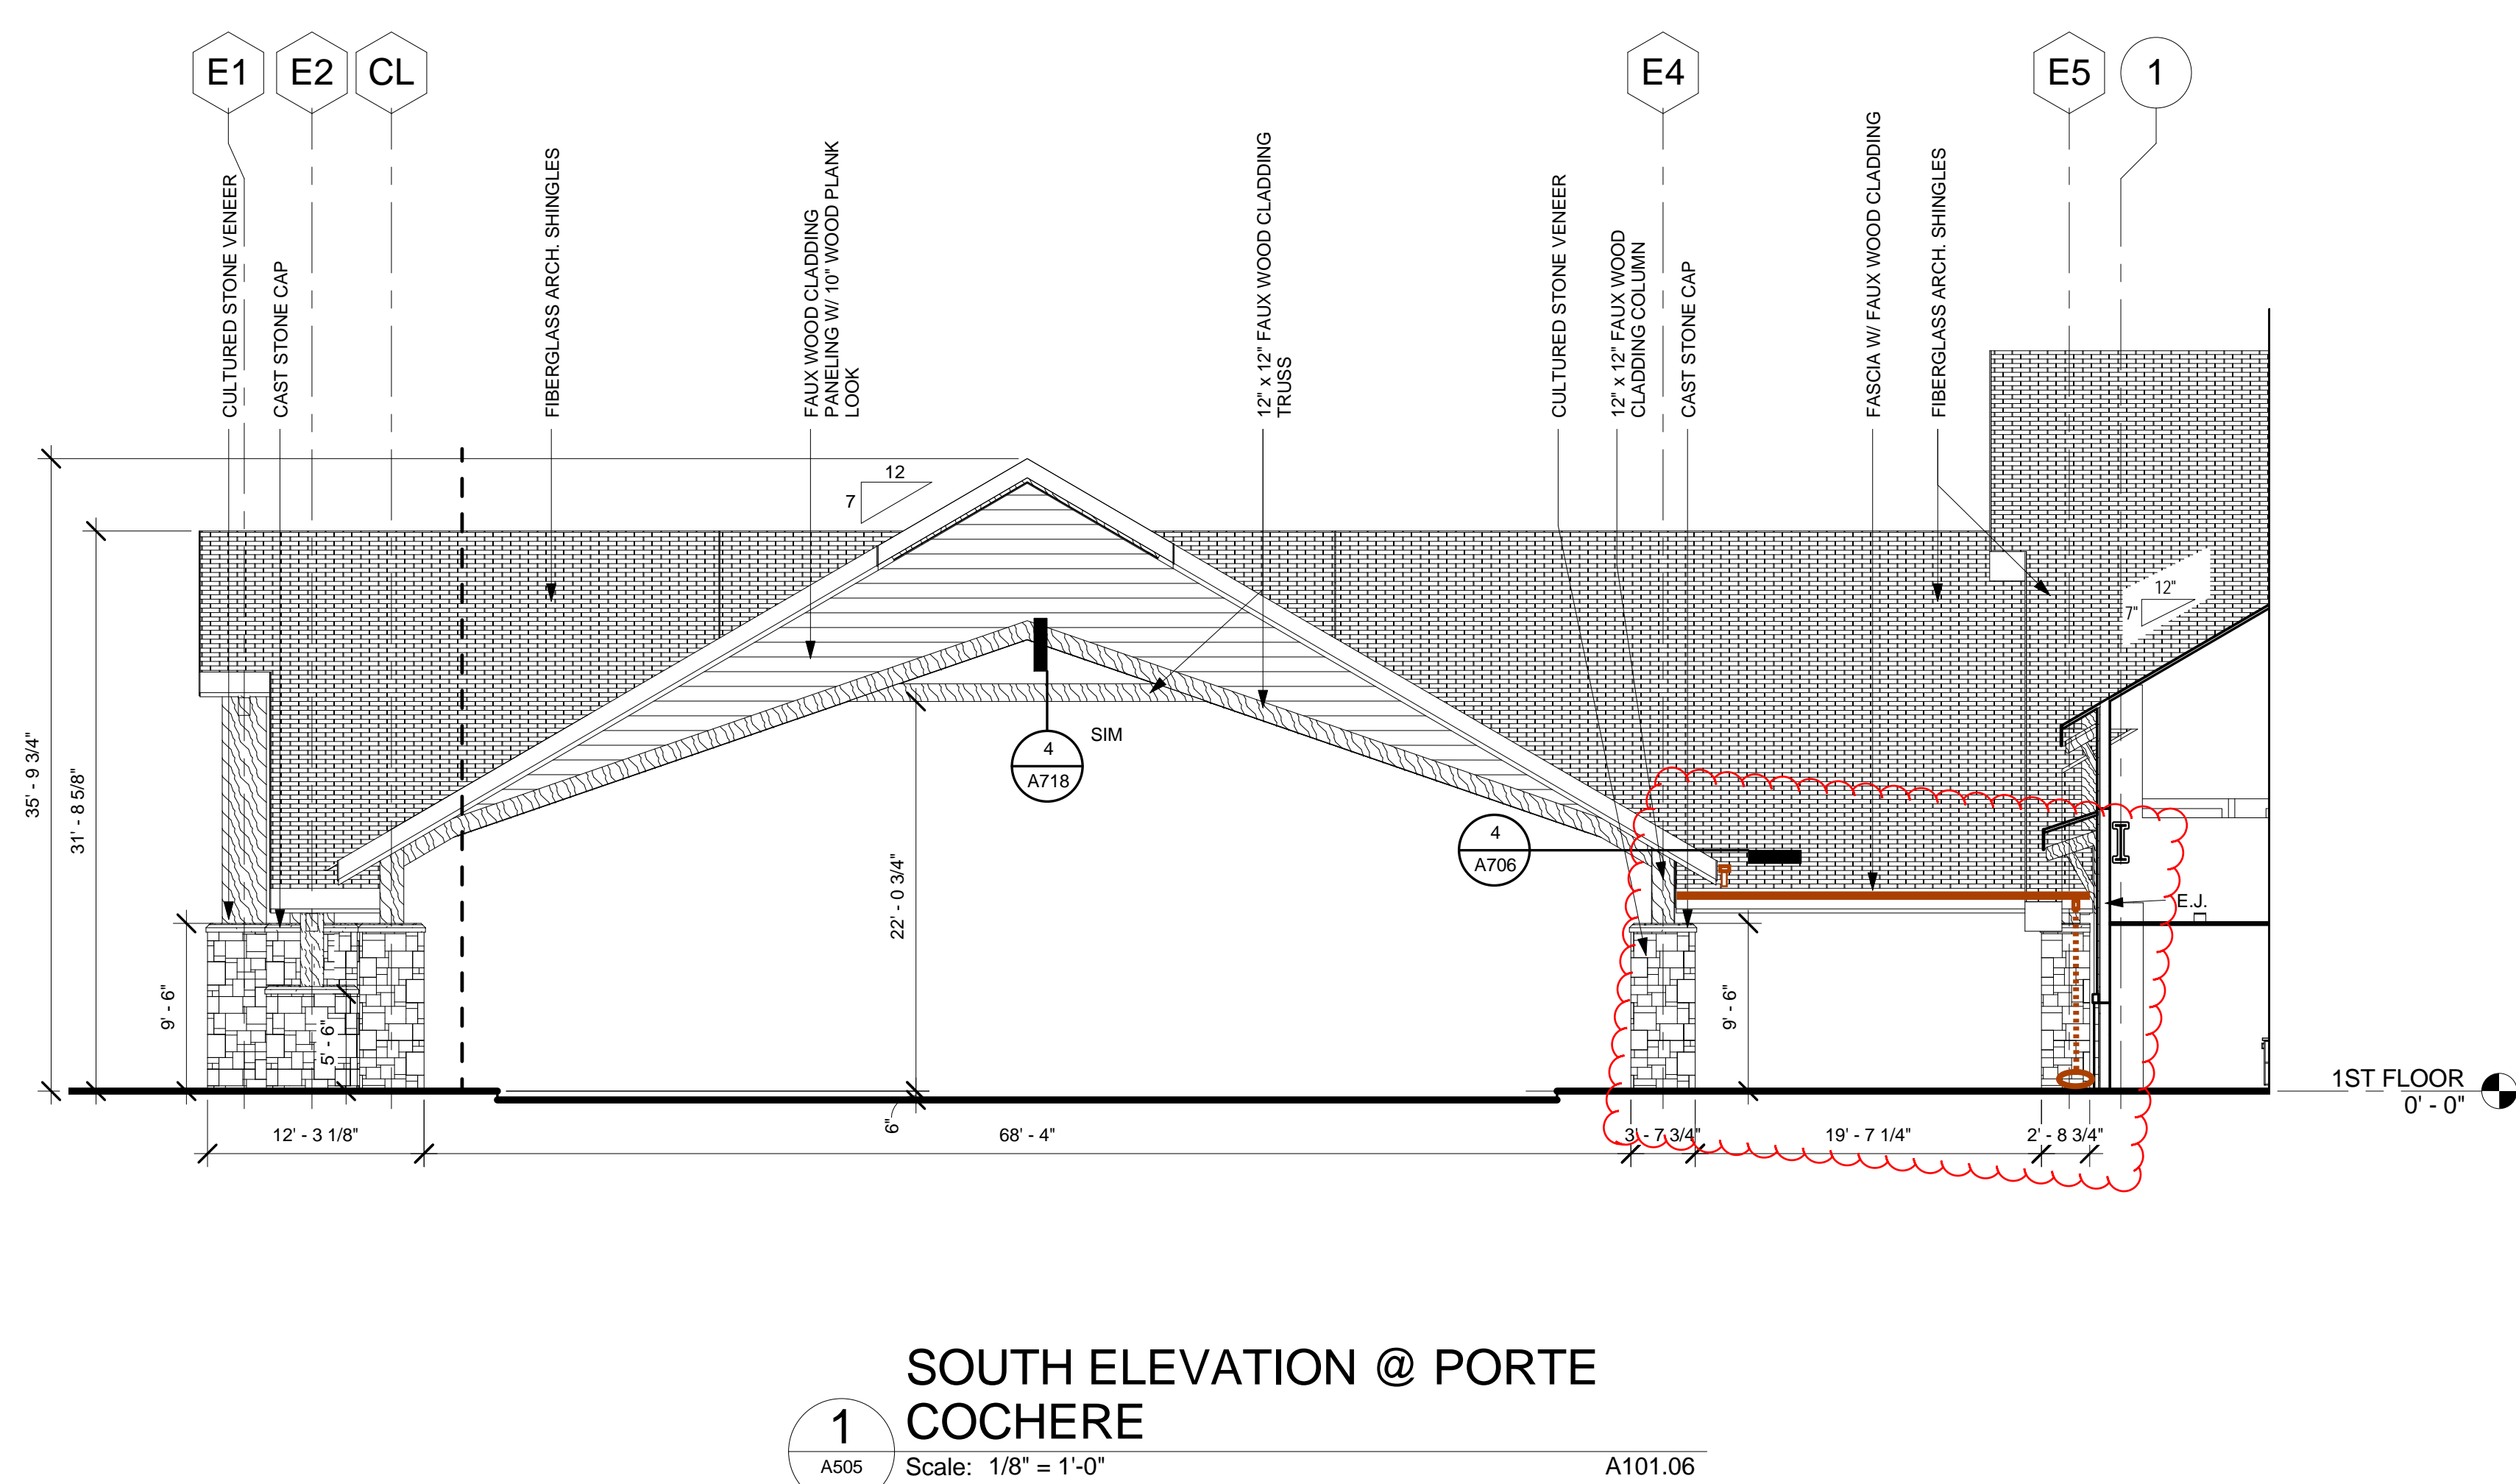 E1
E2
CL
E4
E5
1
CULTURED STONE VENEER
CAST STONE CAP
FIBERGLASS ARCH. SHINGLES
FAUX WOOD CLADDING
PANELING W/ 10" WOOD PLANK
LOOK
12" x 12" FAUX WOOD CLADDING
TRUSS
CULTURED STONE VENEER
12" x 12" FAUX WOOD
CLADDING COLUMN
CAST STONE CAP
FASCIA W/ FAUX WOOD CLADDING
FIBERGLASS ARCH. SHINGLES
12
7
12"
7"
35' - 9 3/4"
31' - 8 5/8"
4
A718
SIM
4
A706
22' - 0 3/4"
E.J.
9' - 6"
5' - 6"
9' - 6"
1ST FLOOR
0' - 0"
6"
12' - 3 1/8"
68' - 4"
3' - 7 3/4"
19' - 7 1/4"
2' - 8 3/4"
SOUTH ELEVATION @ PORTE
COCHERE
1
A505
Scale: 1/8" = 1'-0"
A101.06